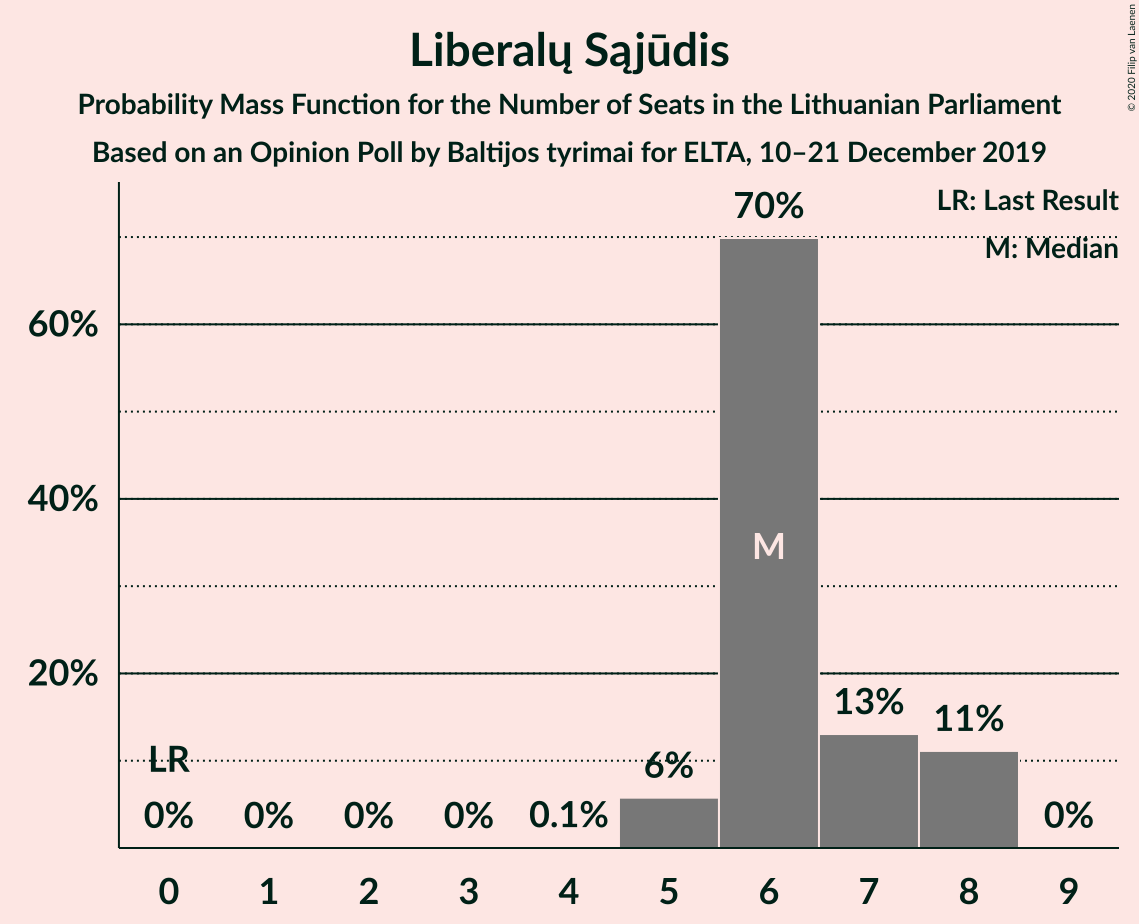 Liberalų Sąjūdis
Probability Mass Function for the Number of Seats in the Lithuanian Parliament
Based on an Opinion Poll by Baltijos tyrimai for ELTA, 10–21 December 2019
© 2020 Filip van Laenen
LR: Last Result
M: Median
70%
60%
40%
M
20%
13%
11%
LR
6%
0%
0%
0%
0%
0.1%
0%
0
1
2
3
4
5
6
7
8
9